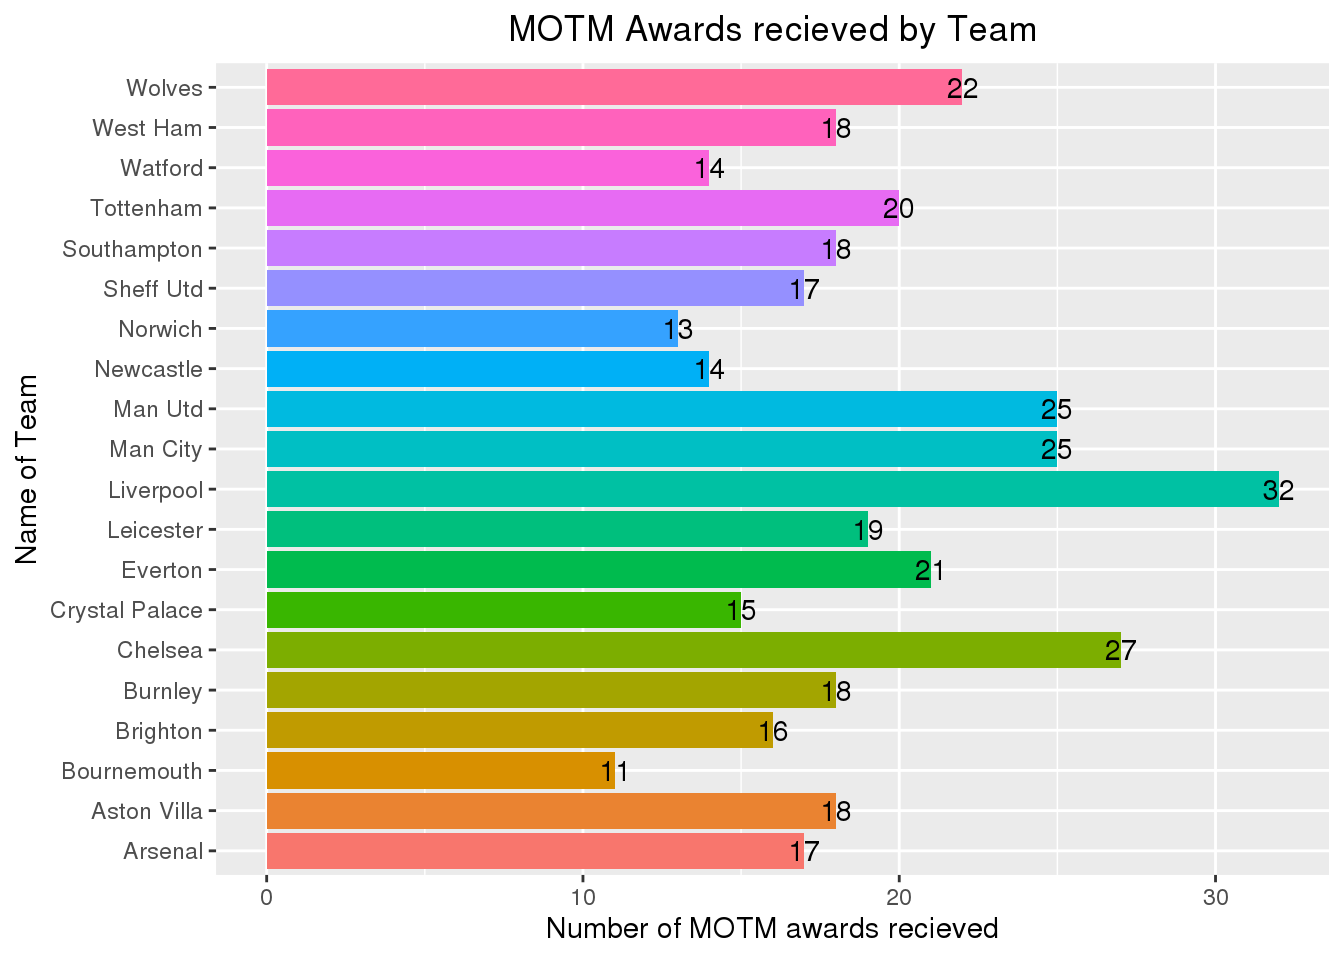 MOTM Awards recieved by Team
Wolves 22
West Ham 18
Watford 14
Tottenham 20
Southampton 18
Sheff Utd 17
Norwich 13
Newcastle 14
Man Utd 25
Man City 25
Liverpool 32
Leicester 19
Everton 21
Crystal Palace 15
Chelsea 27
Burnley 18
Brighton 16
Bournemouth 11
Aston Villa 18
Arsenal 17
Name of Team
0 10 20 30
Number of MOTM awards recieved